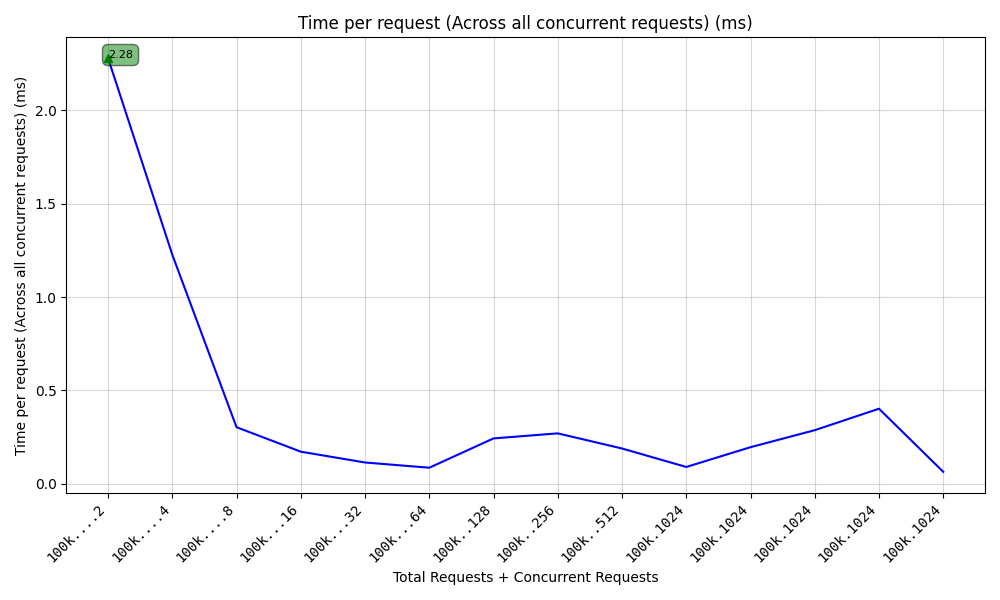 Time per request (Across all concurrent requests) (ms)
2.28
Time per request (Across all concurrent requests) (ms)
2.0
1.5
1.0
0.5
0.0
100k....2
100k....4
100k....8
100k...16
100k...32
100k...64
100k..128
100k..256
100k..512
100k.1024
100k.1024
100k.1024
100k.1024
100k.1024
Total Requests + Concurrent Requests